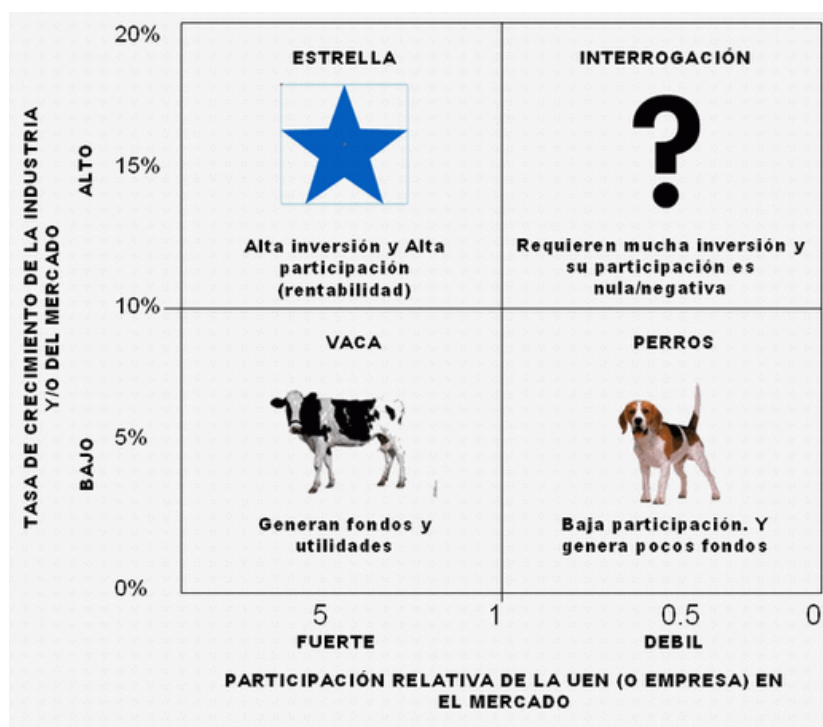 20%
ESTRELLA
INTERROGACIÓN
15%
?
Alta inversión y Alta
participación
(rentabilidad)
Requieren mucha inversión y
su participación es
nula/negativa
10%
VACA
PERROS
5%
Generan fondos y
utilidades
Baja participación. Y
genera pocos fondos
0%
TASA DE CRECIMIENTO DE LA INDUSTRIA
Y/O DEL MERCADO
ALTO
BAJO
5
1
0.5
0
FUERTE
DEBIL
PARTICIPACIÓN RELATIVA DE LA UEN (O EMPRESA) EN
EL MERCADO